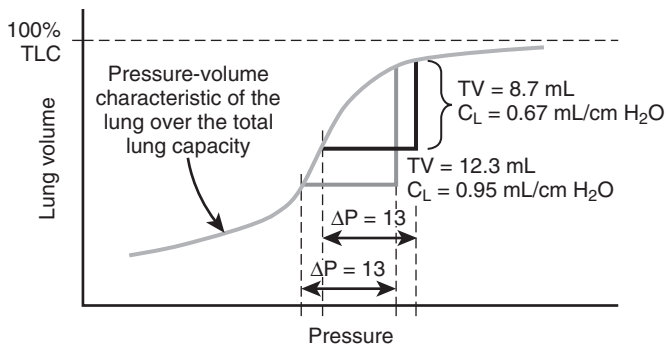 100%
TLC
Pressure-volume
characteristic of the
lung over the total
lung capacity
Lung volume
TV = 8.7 mL
C_L = 0.67 mL/cm H₂O
TV = 12.3 mL
C_L = 0.95 mL/cm H₂O
ΔP = 13
ΔP = 13
Pressure